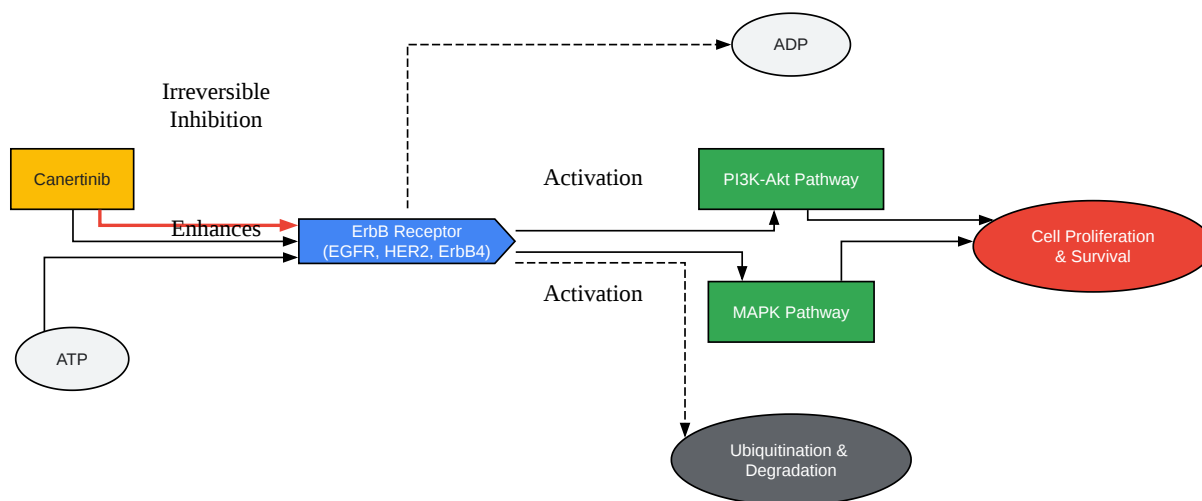 ADP
Irreversible
Inhibition
Canertinib
Activation
PI3K-Akt Pathway
Enhances
ErbB Receptor
(EGFR, HER2, ErbB4)
Cell Proliferation
& Survival
Activation
MAPK Pathway
ATP
Ubiquitination &
Degradation